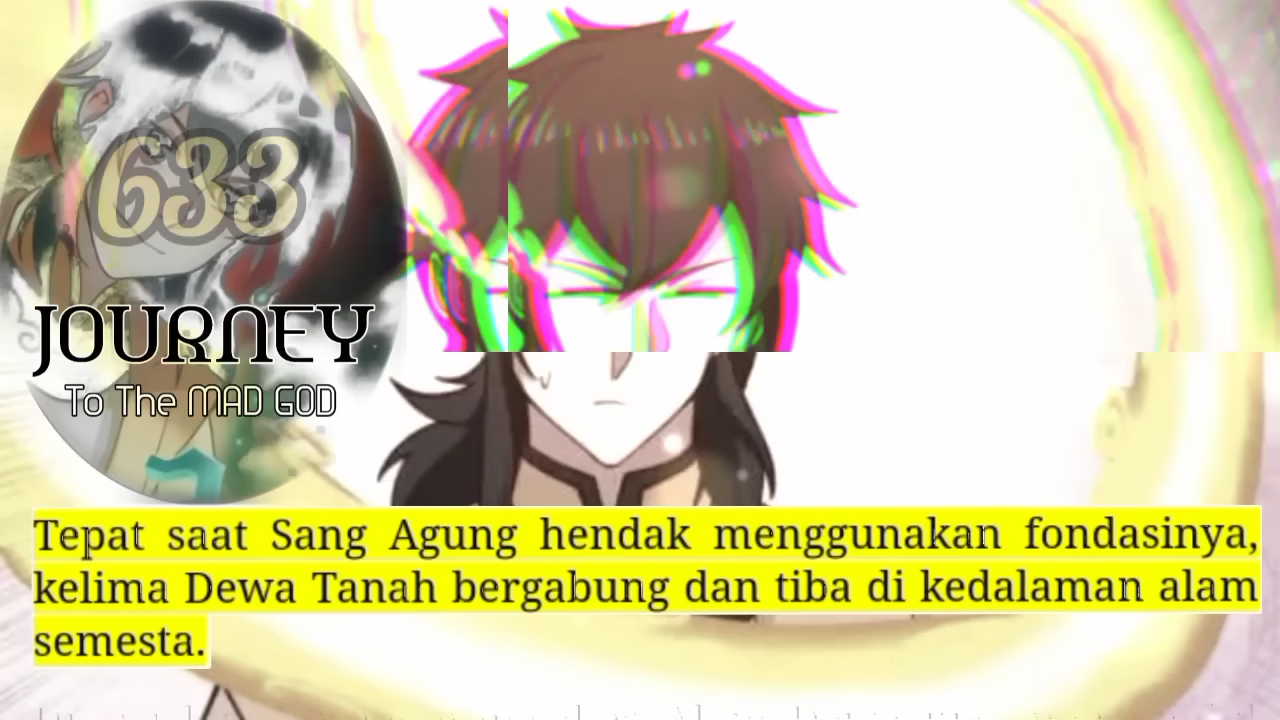 633
JOURNEY
To The MAD GOD
Tepat saat Sang Agung hendak menggunakan fondasinya,
kelima Dewa Tanah bergabung dan tiba di kedalaman alam
semesta.